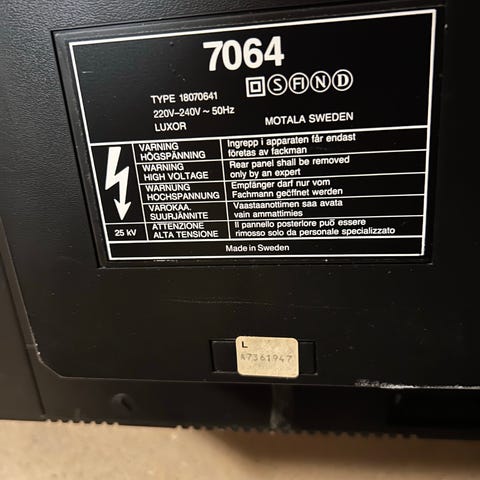 7064
S FI N D
TYPE 18070641
220V–240V ~ 50Hz
LUXOR MOTALA SWEDEN
VARNING
HÖGSPÄNNING
Ingrepp i apparaten får endast
företas av fackman
WARNING
HIGH VOLTAGE
Rear panel shall be removed
only by an expert
WARNUNG
HOCHSPANNUNG
Empfänger darf nur vom
Fachmann geöffnet werden
VAROKAA.
SUURJÄNNITE
Vaastaanottimen saa avata
vain ammattimies
ATTENZIONE
ALTA TENSIONE
Il pannello posteriore può essere
rimosso solo da personale specializzato
25 kV
Made in Sweden
L
A7361947